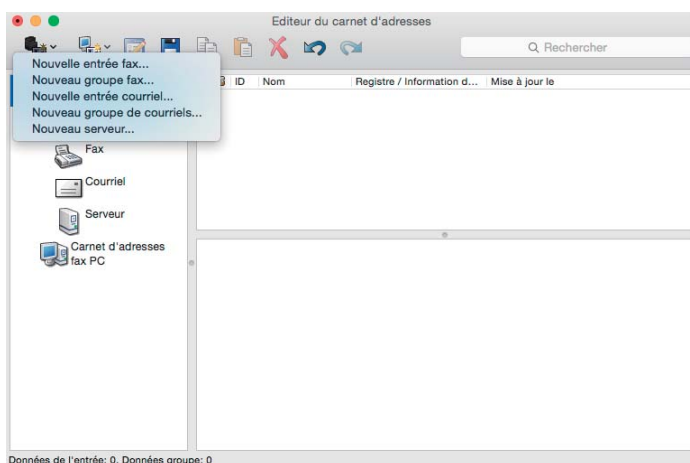 Editeur du carnet d'adresses
Rechercher
Nouvelle entrée fax...
Nouveau groupe fax...
Nouvelle entrée courriel...
Nouveau groupe de courriels...
Nouveau serveur...
ID Nom Registre / Information d... Mise à jour le
Fax
Courriel
Serveur
Carnet d'adresses
fax PC
Données de l'entrée: 0, Données groupe: 0